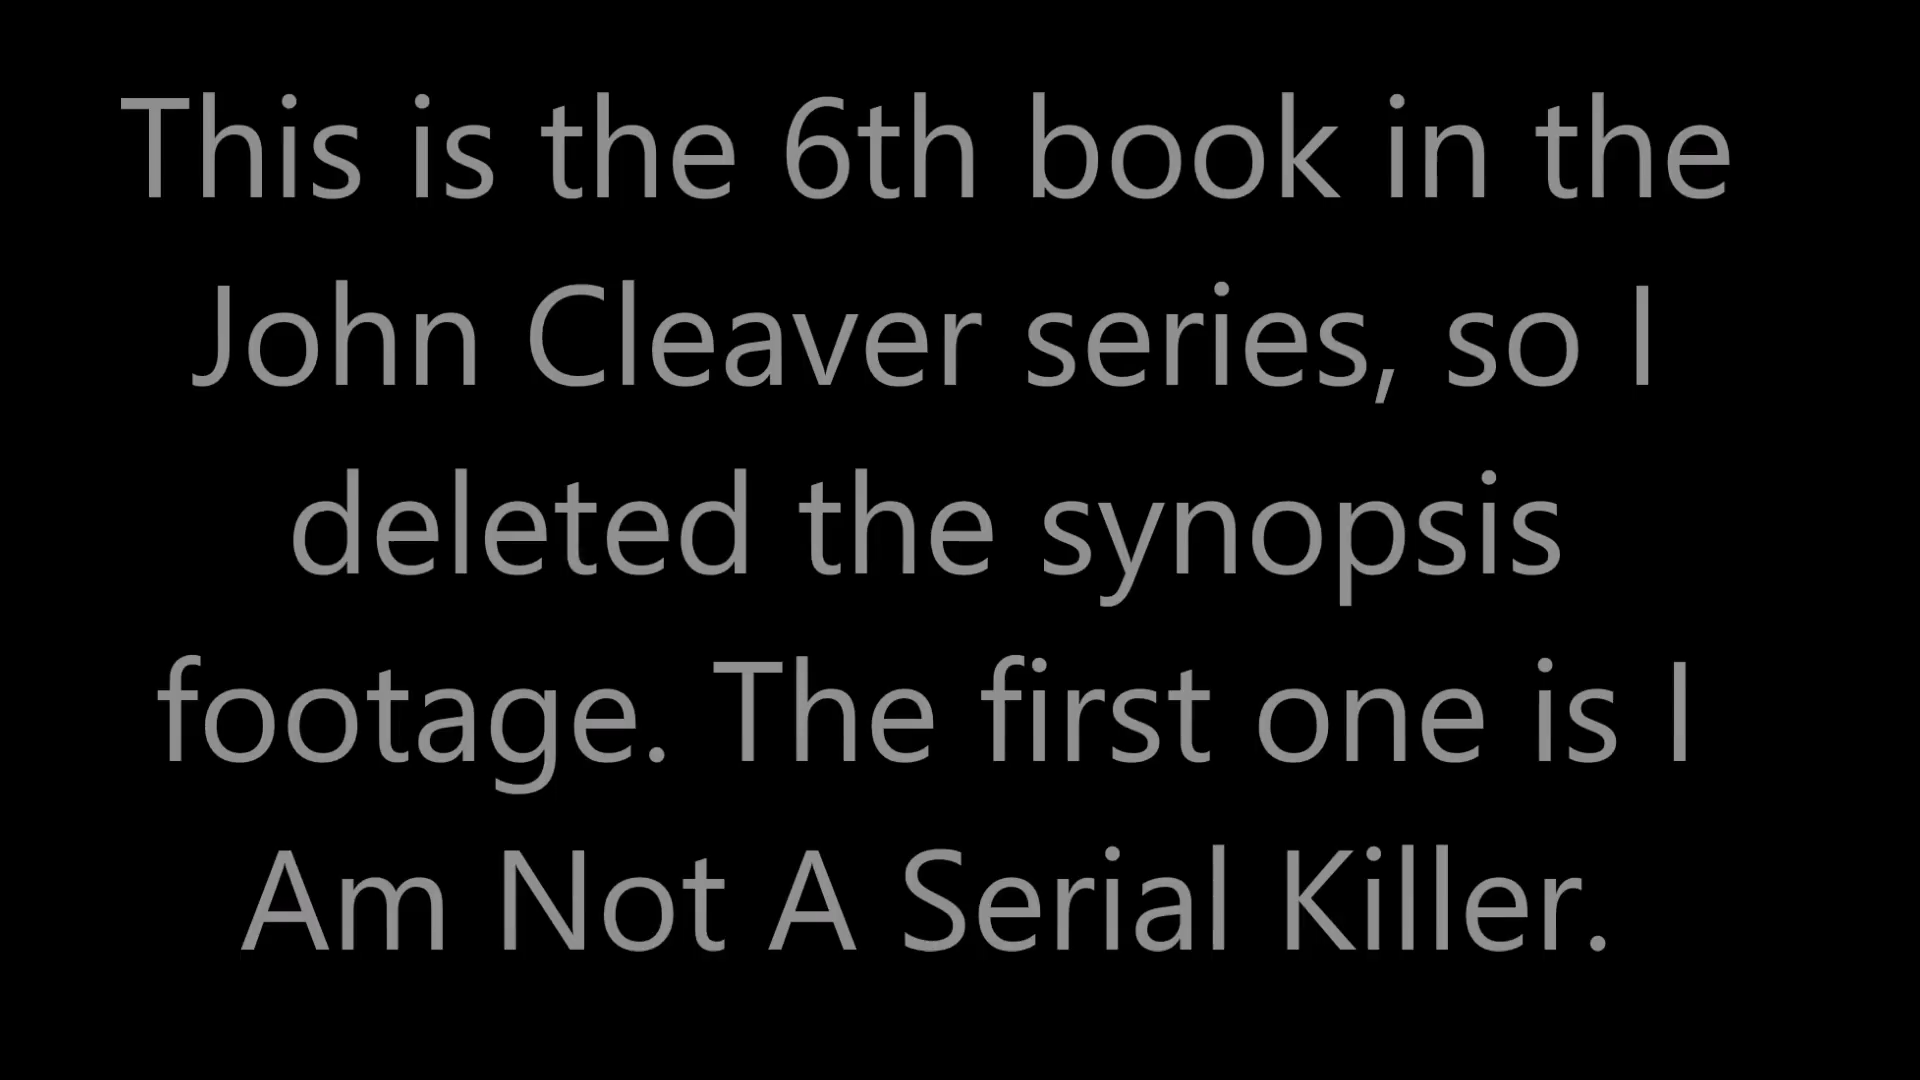 This is the 6th book in the
John Cleaver series, so I
deleted the synopsis
footage. The first one is I
Am Not A Serial Killer.